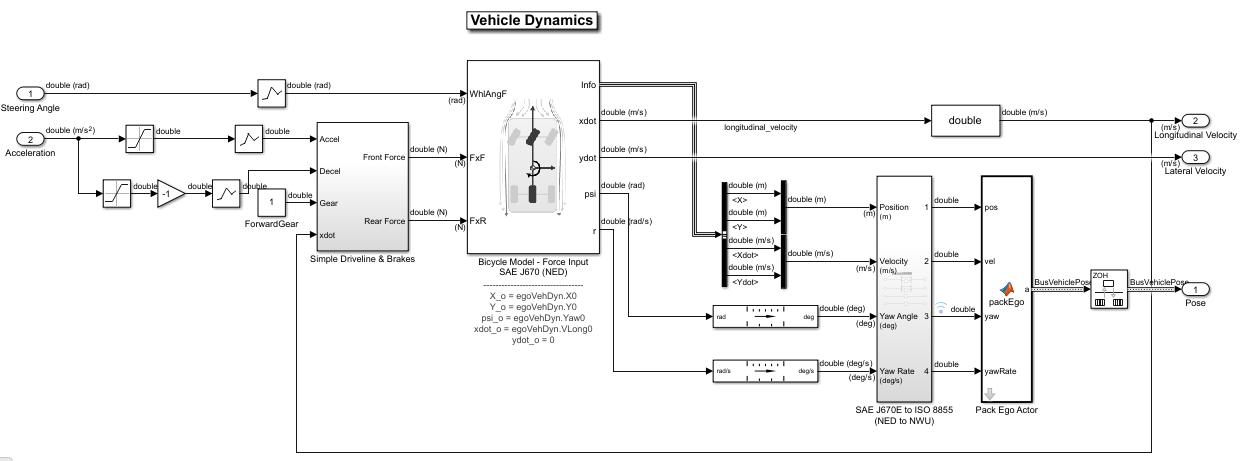 Vehicle Dynamics
1
Steering Angle
double (rad)
double (rad)
(rad)
2
Acceleration
double (m/s²)
double
double
double
-1
double
double
1
ForwardGear
double
Accel
Decel
Gear
xdot
Front Force
Rear Force
Simple Driveline & Brakes
double (N)
(N)
double (N)
(N)
WhlAngF
FxF
FxR
Info
xdot
ydot
psi
r
Bicycle Model - Force Input
SAE J670 (NED)
--------------------------------
X_o = egoVehDyn.X0
Y_o = egoVehDyn.Y0
psi_o = egoVehDyn.Yaw0
xdot_o = egoVehDyn.VLong0
ydot_o = 0
double (m/s)
longitudinal_velocity
double
double (m/s)
(m/s)
2
Longitudinal Velocity
double (m/s)
(m/s)
3
Lateral Velocity
double (rad)
double (rad/s)
double (m)
<X>
double (m)
<Y>
double (m/s)
<Xdot>
double (m/s)
<Ydot>
double (m)
(m)
double (m/s)
(m/s)
rad
deg
double (deg)
(deg)
rad/s
deg/s
double (deg/s)
(deg/s)
Position
(m)
1
Velocity
(m/s)
2
Yaw Angle
(deg)
3
Yaw Rate
(deg/s)
4
SAE J670E to ISO 8855
(NED to NWU)
double
double
double
double
pos
vel
yaw
yawRate
packEgo
a
Pack Ego Actor
BusVehiclePose
ZOH
BusVehiclePose
1
Pose